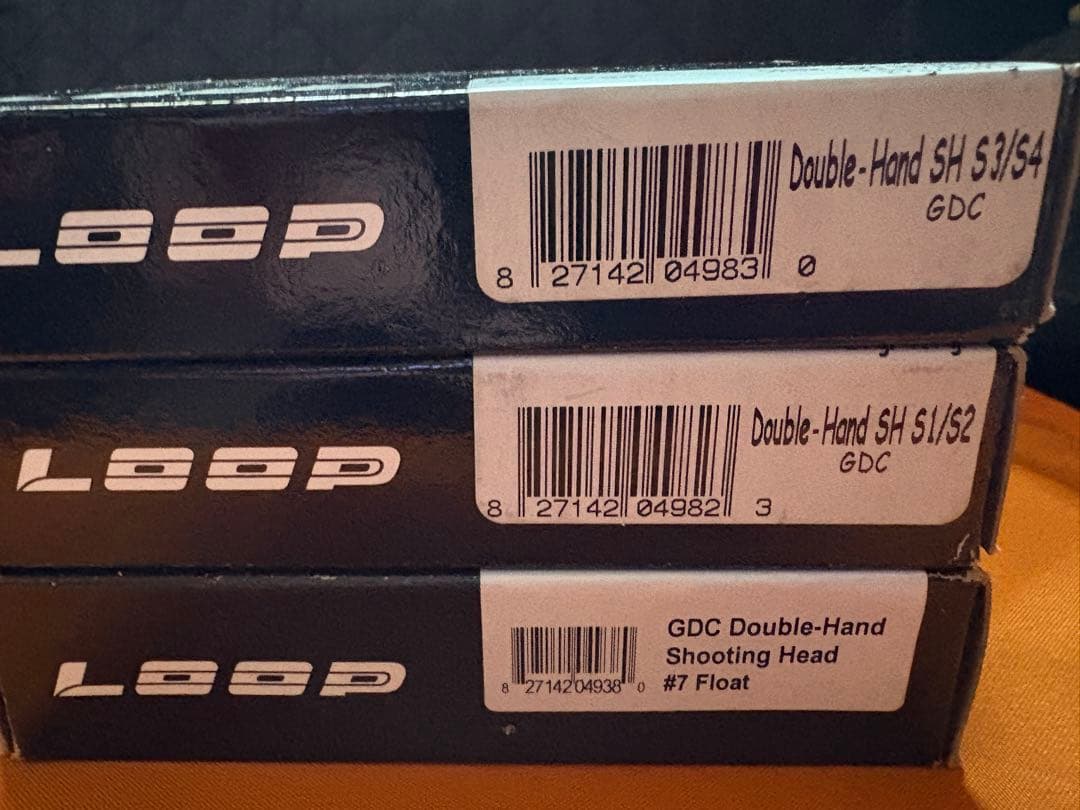 LOOP
Double-Hand SH S3/S4
GDC
8 27142 04983 0
LOOP
Double-Hand SH S1/S2
GDC
8 27142 04982 3
LOOP
GDC Double-Hand
Shooting Head
#7 Float
8 27142 04938 0